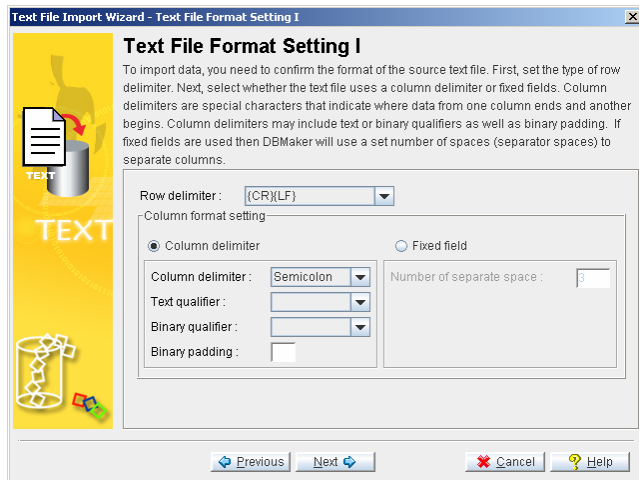 Text File Import Wizard - Text File Format Setting I
Text File Format Setting I
To import data, you need to confirm the format of the source text file. First, set the type of row
delimiter. Next, select whether the text file uses a column delimiter or fixed fields. Column
delimiters are special characters that indicate where data from one column ends and another
begins. Column delimiters may include text or binary qualifiers as well as binary padding. If
fixed fields are used then DBMaker will use a set number of spaces (separator spaces) to
separate columns.
TEXT
TEXT
Row delimiter : {CR}{LF}
Column format setting
Column delimiter Fixed field
Column delimiter : Semicolon Number of separate space : 3
Text qualifier :
Binary qualifier :
Binary padding :
Previous Next Cancel Help